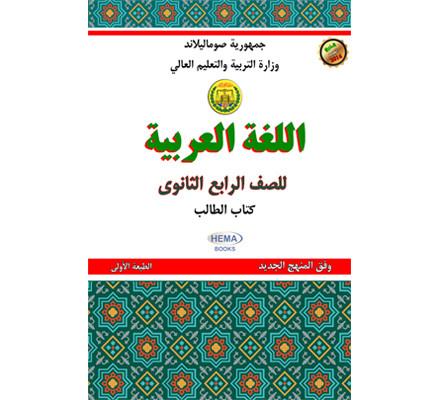 جمهورية صوماليلاند
وزارة التربية والتعليم العالي
اللغة العربية
للصف الرابع الثانوى
كتاب الطالب
HEMA
BOOKS
وفق المنهج الجديد
الطبعة الأولى